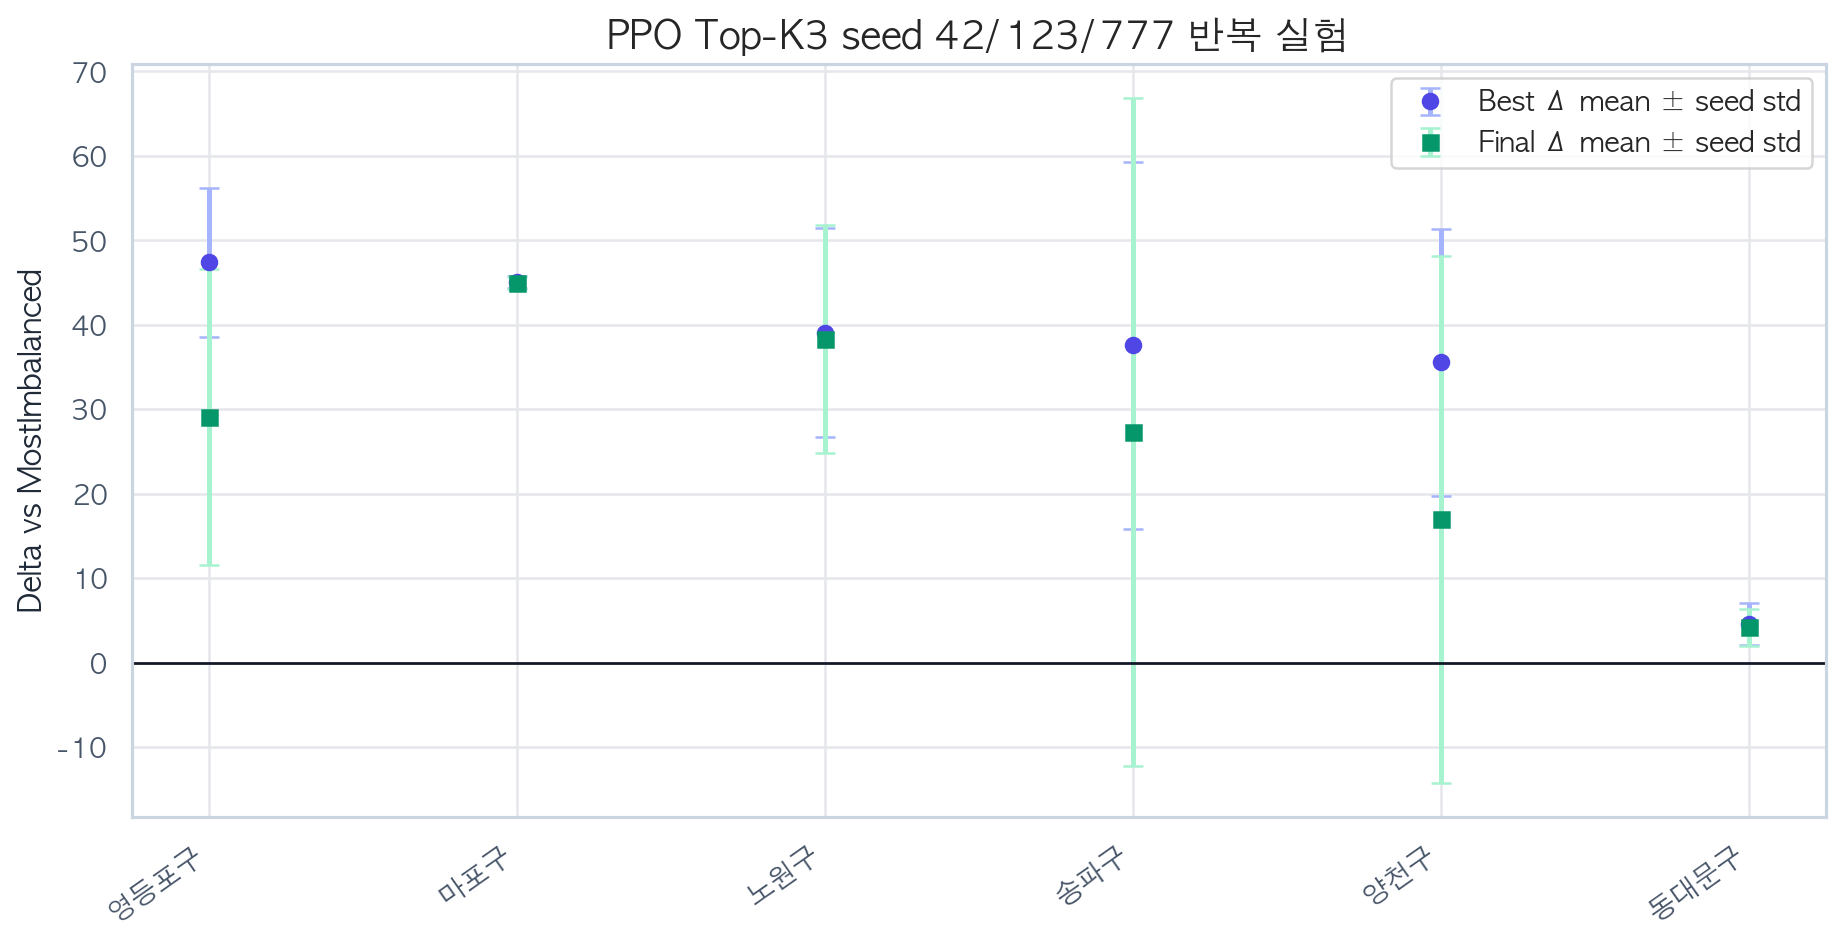 PPO Top-K3 seed 42/123/777 반복 실험
Best Δ mean ± seed std
Final Δ mean ± seed std
Delta vs MostImbalanced
70
60
50
40
30
20
10
0
-10
영등포구
마포구
노원구
송파구
양천구
동대문구